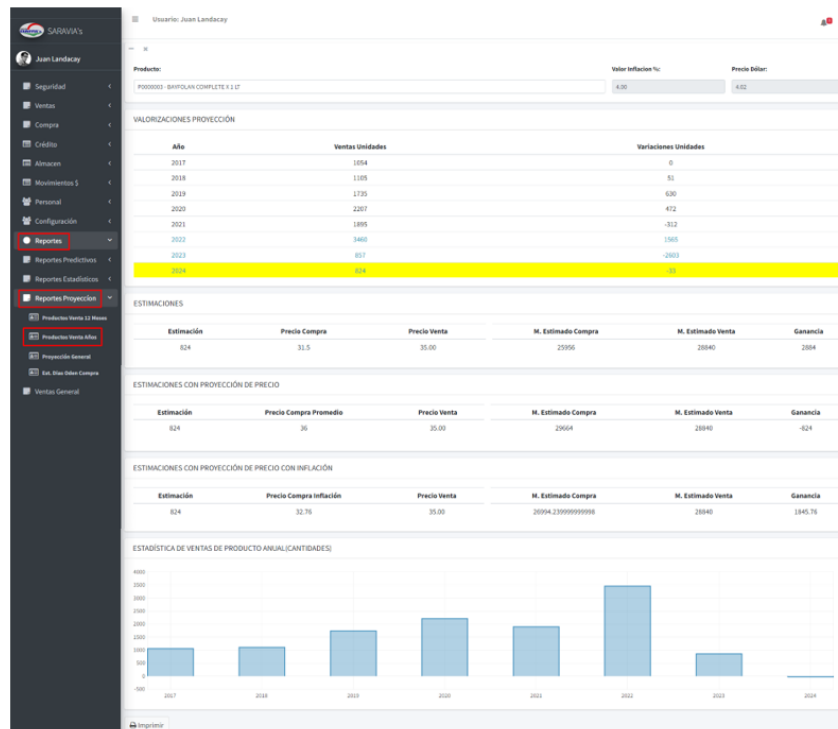 SARAVIA's
Usuario: Juan Landacay
Juan Landacay
Seguridad
Ventas
Compra
Crédito
Almacen
Movimientos $
Personal
Configuración
Reportes
Reportes Predictivos
Reportes Estadísticos
Reportes Proyeccion
Productos Venta 12 Meses
Productos Venta Años
Proyección General
Est. Días Oden Compra
Ventas General
Producto: Valor Inflacion %: Precio Dólar:
P0000003 - BAYFOLAN COMPLETE X 1 LT 4.00 4.02
VALORIZACIONES PROYECCIÓN
Año Ventas Unidades Variaciones Unidades
2017 1054 0
2018 1105 51
2019 1735 630
2020 2207 472
2021 1895 -312
2022 3460 1565
2023 857 -2603
2024 824 -33
ESTIMACIONES
Estimación Precio Compra Precio Venta M. Estimado Compra M. Estimado Venta Ganancia
824 31.5 35.00 25956 28840 2884
ESTIMACIONES CON PROYECCIÓN DE PRECIO
Estimación Precio Compra Promedio Precio Venta M. Estimado Compra M. Estimado Venta Ganancia
824 36 35.00 29664 28840 -824
ESTIMACIONES CON PROYECCIÓN DE PRECIO CON INFLACIÓN
Estimación Precio Compra Inflación Precio Venta M. Estimado Compra M. Estimado Venta Ganancia
824 32.76 35.00 26994.239999999998 28840 1845.76
ESTADÍSTICA DE VENTAS DE PRODUCTO ANUAL(CANTIDADES)
4000
3500
3000
2500
2000
1500
1000
500
0
-500
2017 2018 2019 2020 2021 2022 2023 2024
Imprimir